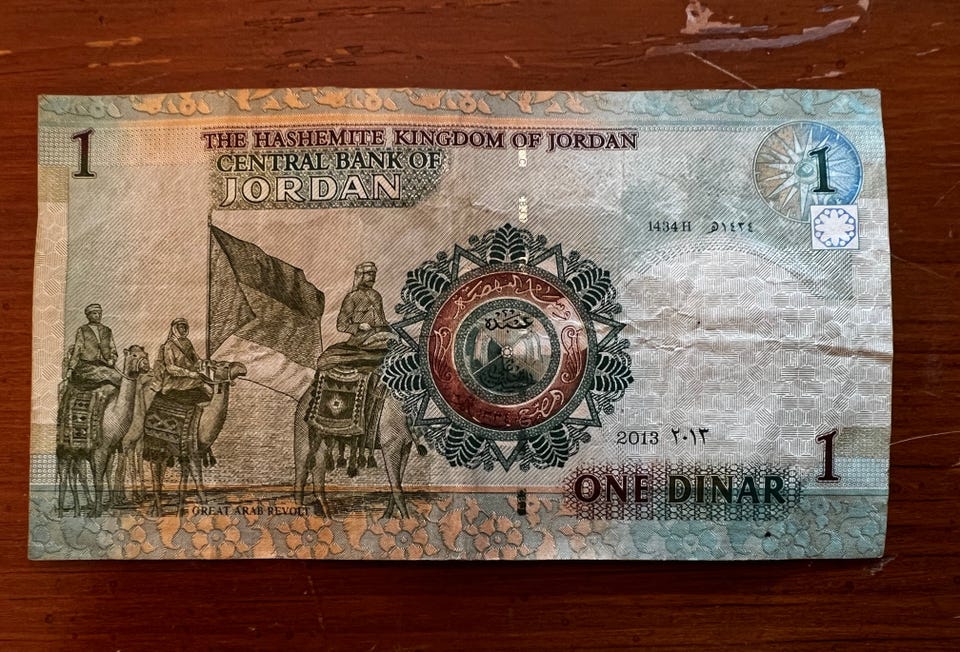 1
THE HASHEMITE KINGDOM OF JORDAN
CENTRAL BANK OF
JORDAN
1
1434 H ١٤٣٤هـ
2013 ٢٠١٣
1
ONE DINAR
GREAT ARAB REVOLT